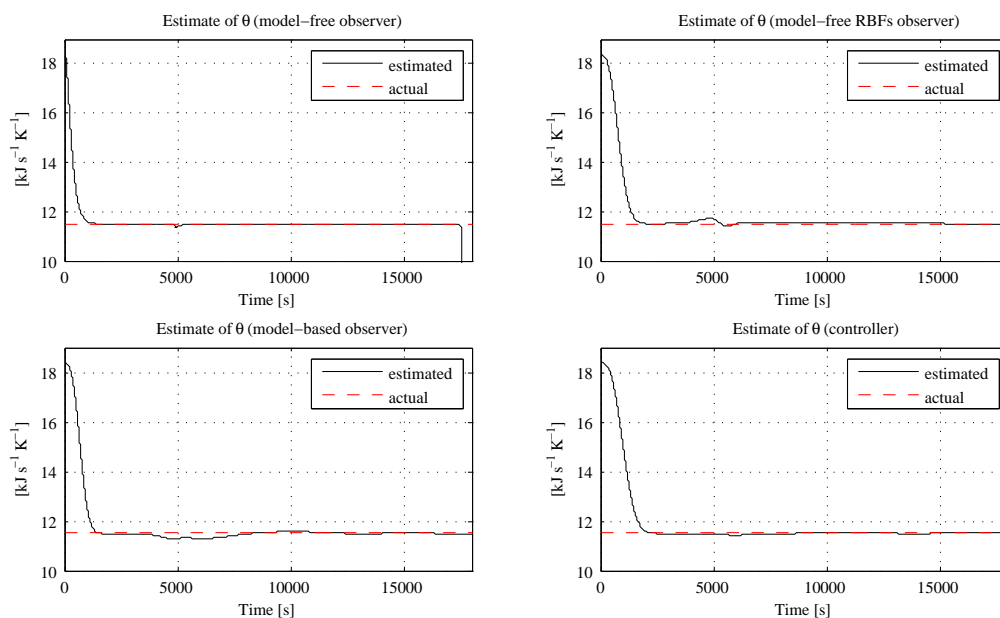 Estimate of θ (model−free observer)
[kJ s⁻¹ K⁻¹]
18
16
14
12
10
estimated
actual
0 5000 10000 15000
Time [s]
Estimate of θ (model−free RBFs observer)
[kJ s⁻¹ K⁻¹]
18
16
14
12
10
estimated
actual
0 5000 10000 15000
Time [s]
Estimate of θ (model−based observer)
[kJ s⁻¹ K⁻¹]
18
16
14
12
10
estimated
actual
0 5000 10000 15000
Time [s]
Estimate of θ (controller)
[kJ s⁻¹ K⁻¹]
18
16
14
12
10
estimated
actual
0 5000 10000 15000
Time [s]